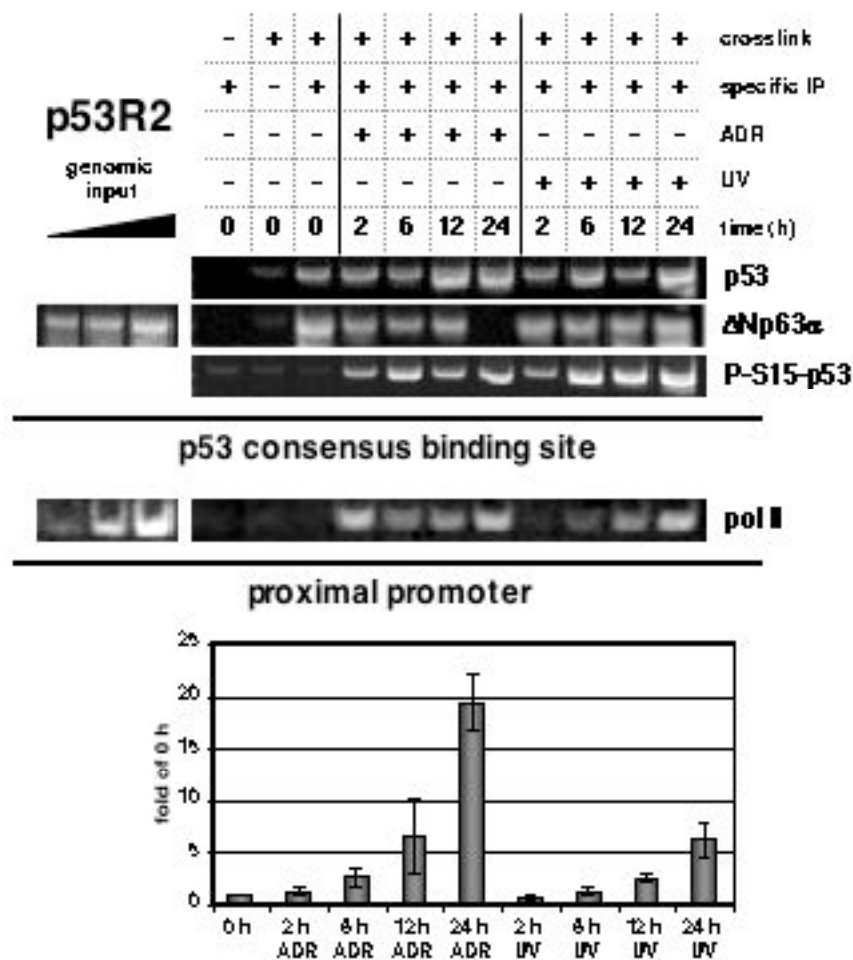 - + + + + + + + + + + crosslink
+ - + + + + + + + + + specific IP
p53R2
- - - + + + + - - - - ADR
genomic
input
- - - - - - - + + + + UV
0 0 0 2 6 12 24 2 6 12 24 time (h)
p53
ΔNp63α
P-S15-p53
p53 consensus binding site
pol II
proximal promoter
fold of 0 h
25
20
15
10
5
0
0 h 2 h 6 h 12 h 24 h 2 h 6 h 12 h 24 h
ADR ADR ADR ADR UV UV UV UV